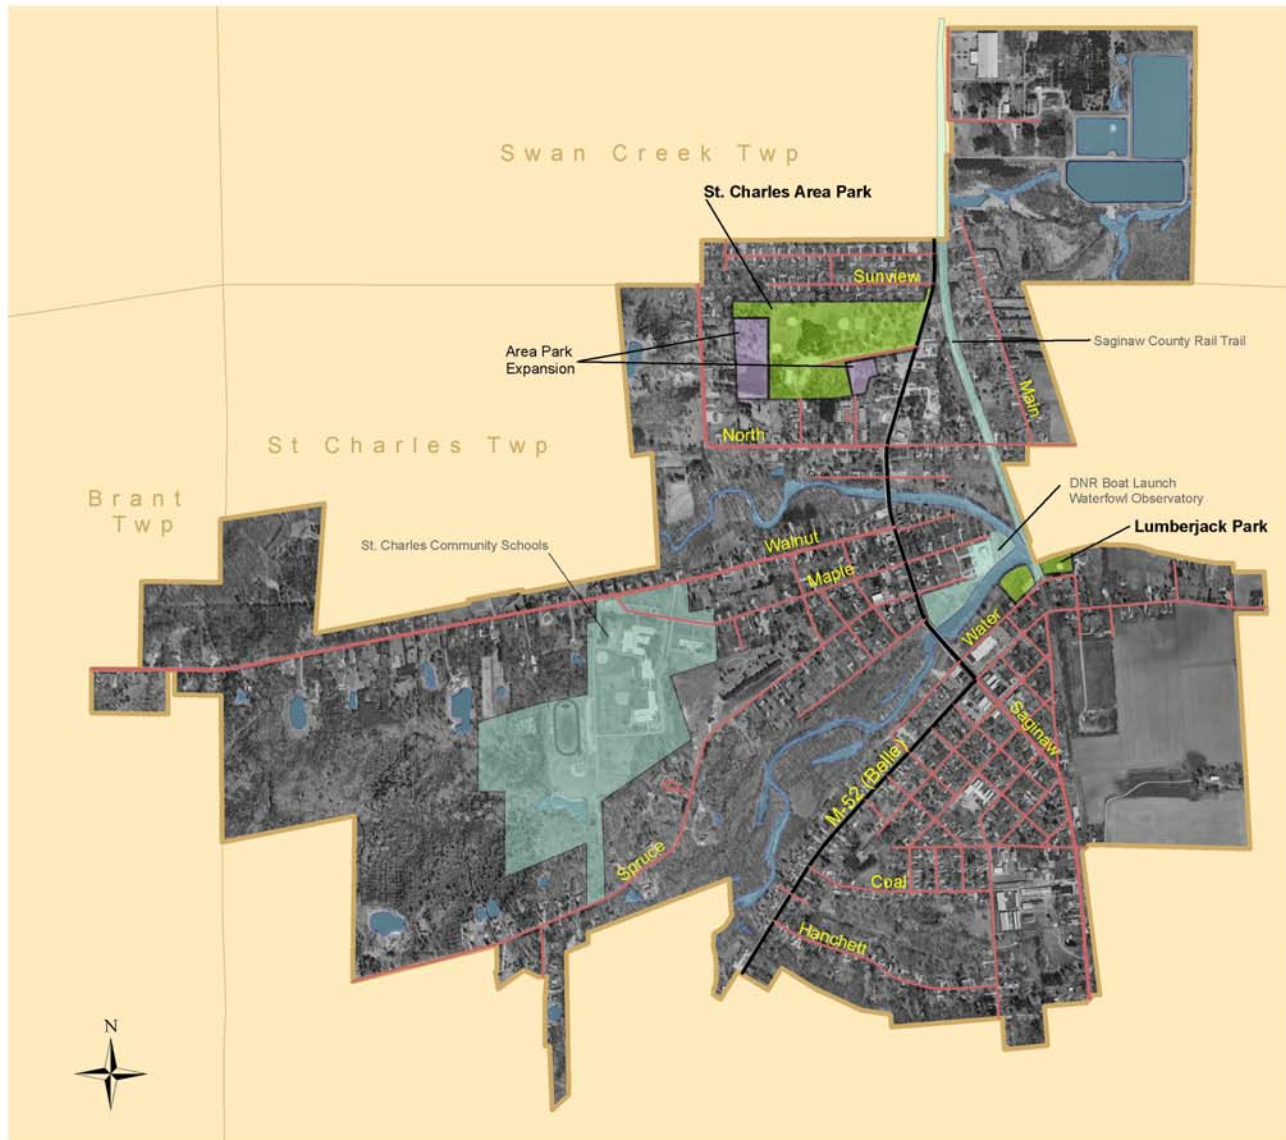 Swan Creek Twp
St. Charles Area Park
Sunview
Saginaw County Rail Trail
Area Park
Expansion
Main
North
St Charles Twp
Brant
Twp
DNR Boat Launch
Waterfowl Observatory
Lumberjack Park
St. Charles Community Schools
Walnut
Maple
Water
Saginaw
M-52 (Belle)
Spruce
Coal
Hanchett
N